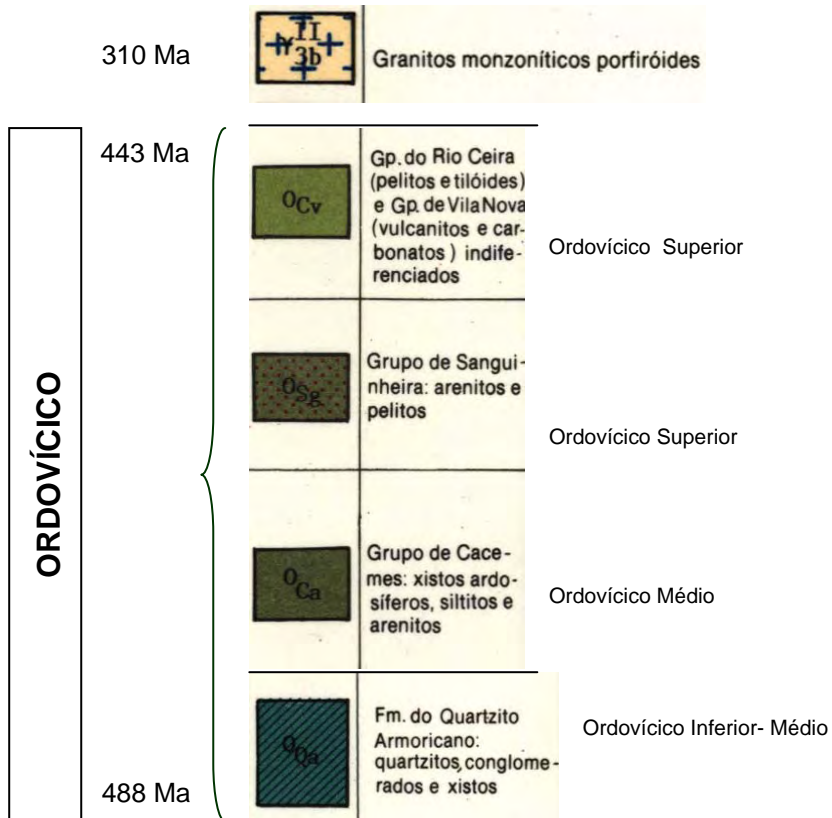 310 Ma
γII
3b
Granitos monzoníticos porfiróides
ORDOVÍCICO
443 Ma
OCv
Gp. do Rio Ceira
(pelitos e tilóides)
e Gp. de Vila Nova
(vulcanitos e car-
bonatos) indife-
renciados
Ordovícico Superior
OSg
Grupo de Sangui-
nheira: arenitos e
pelitos
Ordovícico Superior
OCa
Grupo de Cace-
mes: xistos ardo-
síferos, siltitos e
arenitos
Ordovícico Médio
OQa
Fm. do Quartzito
Armoricano:
quartzitos, conglome-
rados e xistos
Ordovícico Inferior- Médio
488 Ma